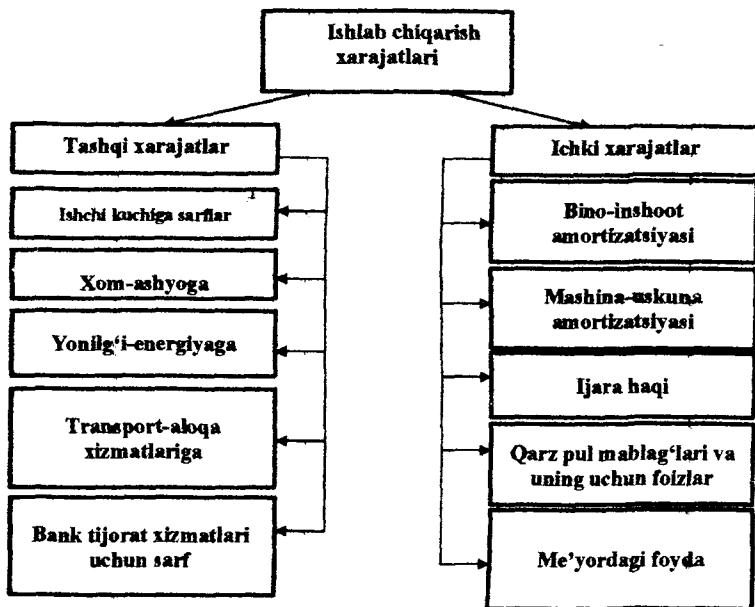 Ishlab chiqarish
xarajatlari
Tashqi xarajatlar
Ishchi kuchiga sarflar
Xom-ashyoga
Yonilg‘i-energiyaga
Transport-aloqa
xizmatlariga
Bank tijorat xizmatlari
uchun sarf
Ichki xarajatlar
Bino-inshoot
amortizatsiyasi
Mashina-uskuna
amortizatsiyasi
Ijara haqi
Qarz pul mablag‘lari va
uning uchun foizlar
Me’yordagi foyda